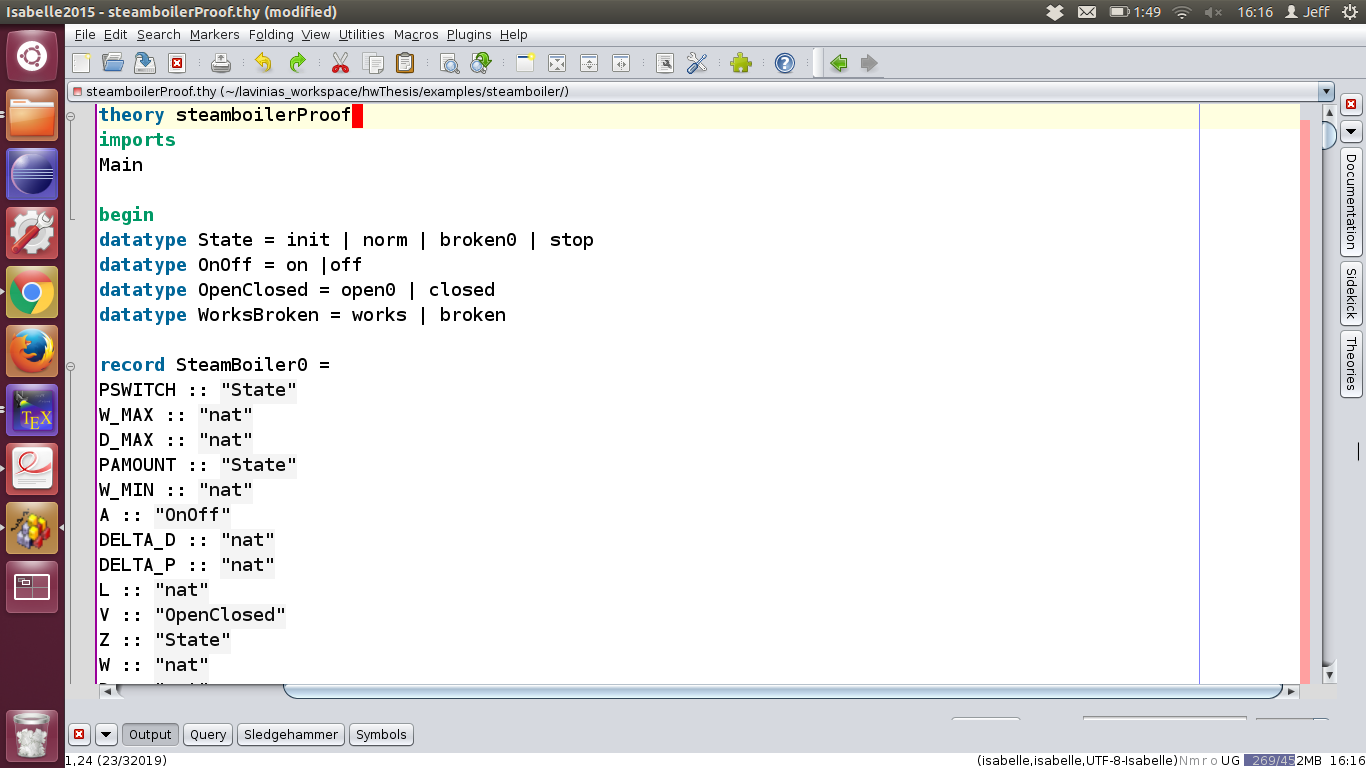 Isabelle2015 - steamboilerProof.thy (modified)
1:49
16:16
Jeff
File Edit Search Markers Folding View Utilities Macros Plugins Help
steamboilerProof.thy (~/lavinias_workspace/hwThesis/examples/steamboiler/)
theory steamboilerProof
imports
Main
begin
datatype State = init | norm | broken0 | stop
datatype OnOff = on |off
datatype OpenClosed = open0 | closed
datatype WorksBroken = works | broken
record SteamBoiler0 =
PSWITCH :: "State"
W_MAX :: "nat"
D_MAX :: "nat"
PAMOUNT :: "State"
W_MIN :: "nat"
A :: "OnOff"
DELTA_D :: "nat"
DELTA_P :: "nat"
L :: "nat"
V :: "OpenClosed"
Z :: "State"
W :: "nat"
Documentation
Sidekick
Theories
TEX
Output Query Sledgehammer Symbols
1,24 (23/32019)
(isabelle,isabelle,UTF-8-Isabelle) N m r o UG 269/452MB 16:16